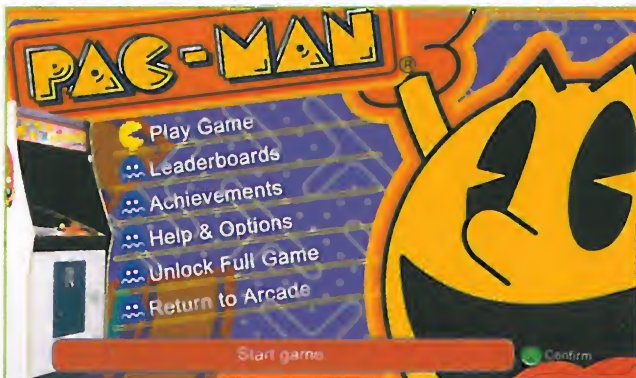 PAC-MAN
®
Play Game
Leaderboards
Achievements
Help & Options
Unlock Full Game
Return to Arcade
Start game
Confirm